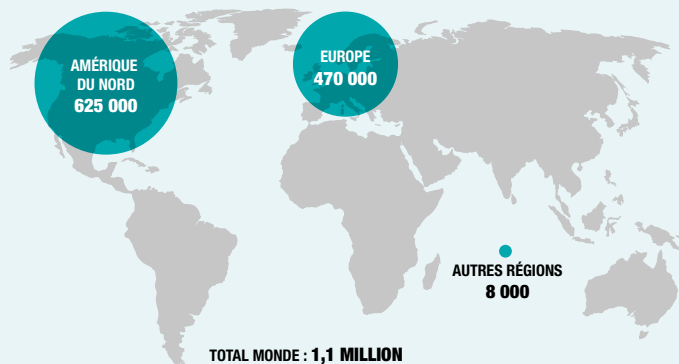 AMÉRIQUE
DU NORD
625 000
EUROPE
470 000
AUTRES RÉGIONS
8 000
TOTAL MONDE : 1,1 MILLION